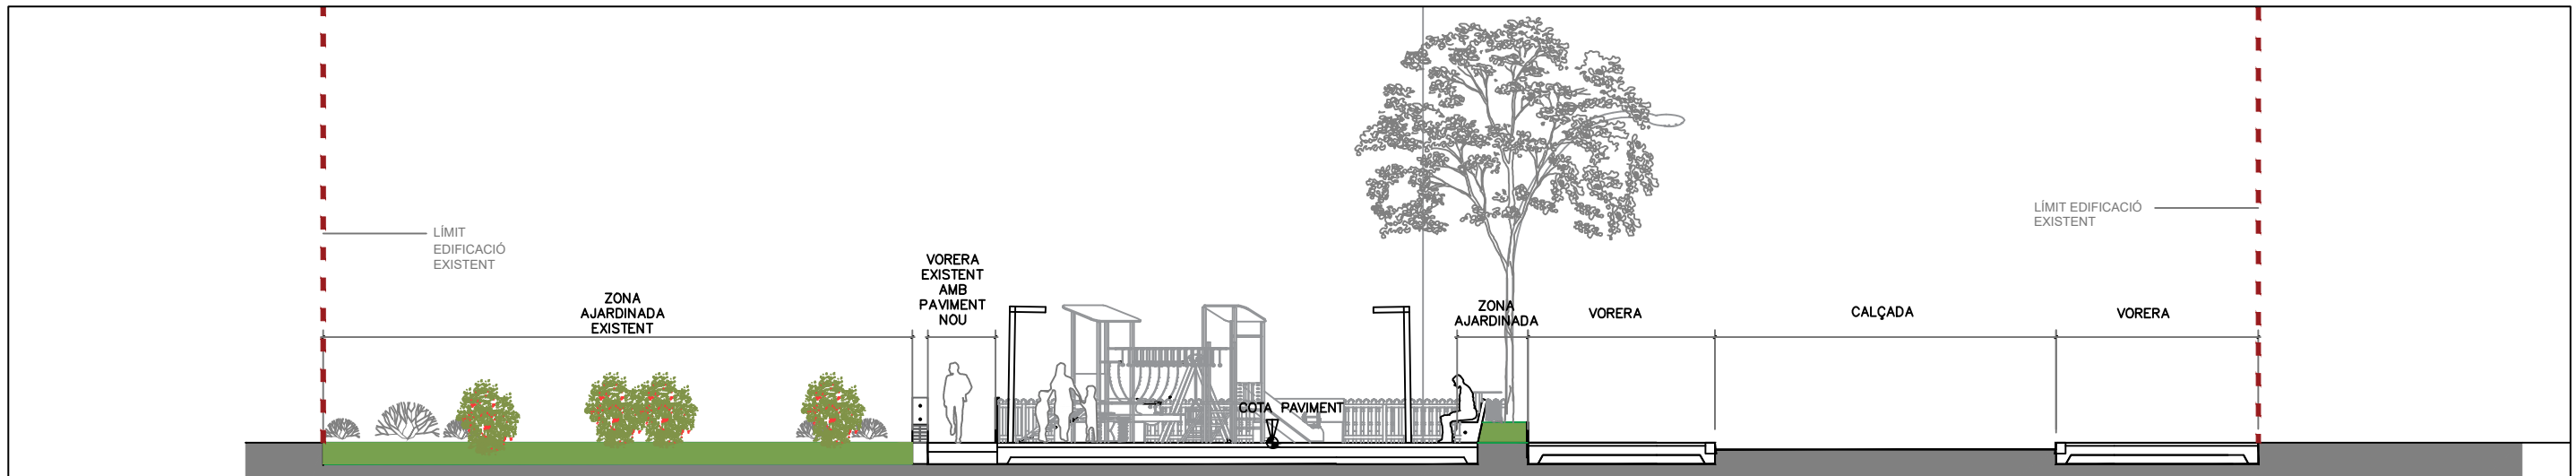 LÍMIT
EDIFICACIÓ
EXISTENT
ZONA
AJARDINADA
EXISTENT
VORERA
EXISTENT
AMB
PAVIMENT
NOU
COTA PAVIMENT
ZONA
AJARDINADA
VORERA
CALÇADA
VORERA
LÍMIT EDIFICACIÓ
EXISTENT